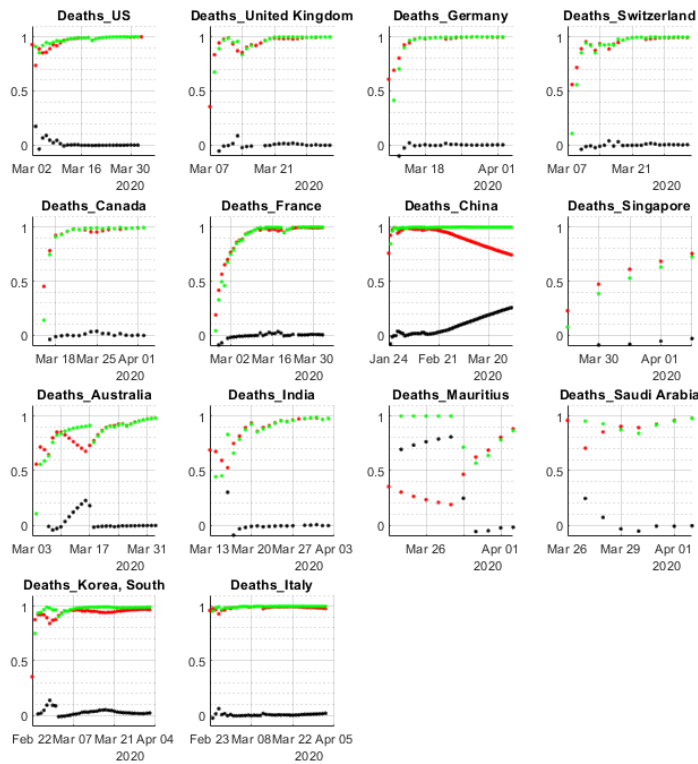 Deaths_US
1
0.5
0
Mar 02 Mar 16 Mar 30
2020
Deaths_United Kingdom
1
0.5
0
Mar 07 Mar 21
2020
Deaths_Germany
1
0.5
0
Mar 18 Apr 01
2020
Deaths_Switzerland
1
0.5
0
Mar 07 Mar 21
2020
Deaths_Canada
1
0.5
0
Mar 18 Mar 25 Apr 01
2020
Deaths_France
1
0.5
0
Mar 02 Mar 16 Mar 30
2020
Deaths_China
1
0.5
0
Jan 24 Feb 21 Mar 20
2020
Deaths_Singapore
1
0.5
0
Mar 30 Apr 01
2020
Deaths_Australia
1
0.5
0
Mar 03 Mar 17 Mar 31
2020
Deaths_India
1
0.5
0
Mar 13 Mar 20 Mar 27 Apr 03
2020
Deaths_Mauritius
1
0.5
0
Mar 26 Apr 01
2020
Deaths_Saudi Arabia
1
0.5
0
Mar 26 Mar 29 Apr 01
2020
Deaths_Korea, South
1
0.5
0
Feb 22 Mar 07 Mar 21 Apr 04
2020
Deaths_Italy
1
0.5
0
Feb 23 Mar 08 Mar 22 Apr 05
2020